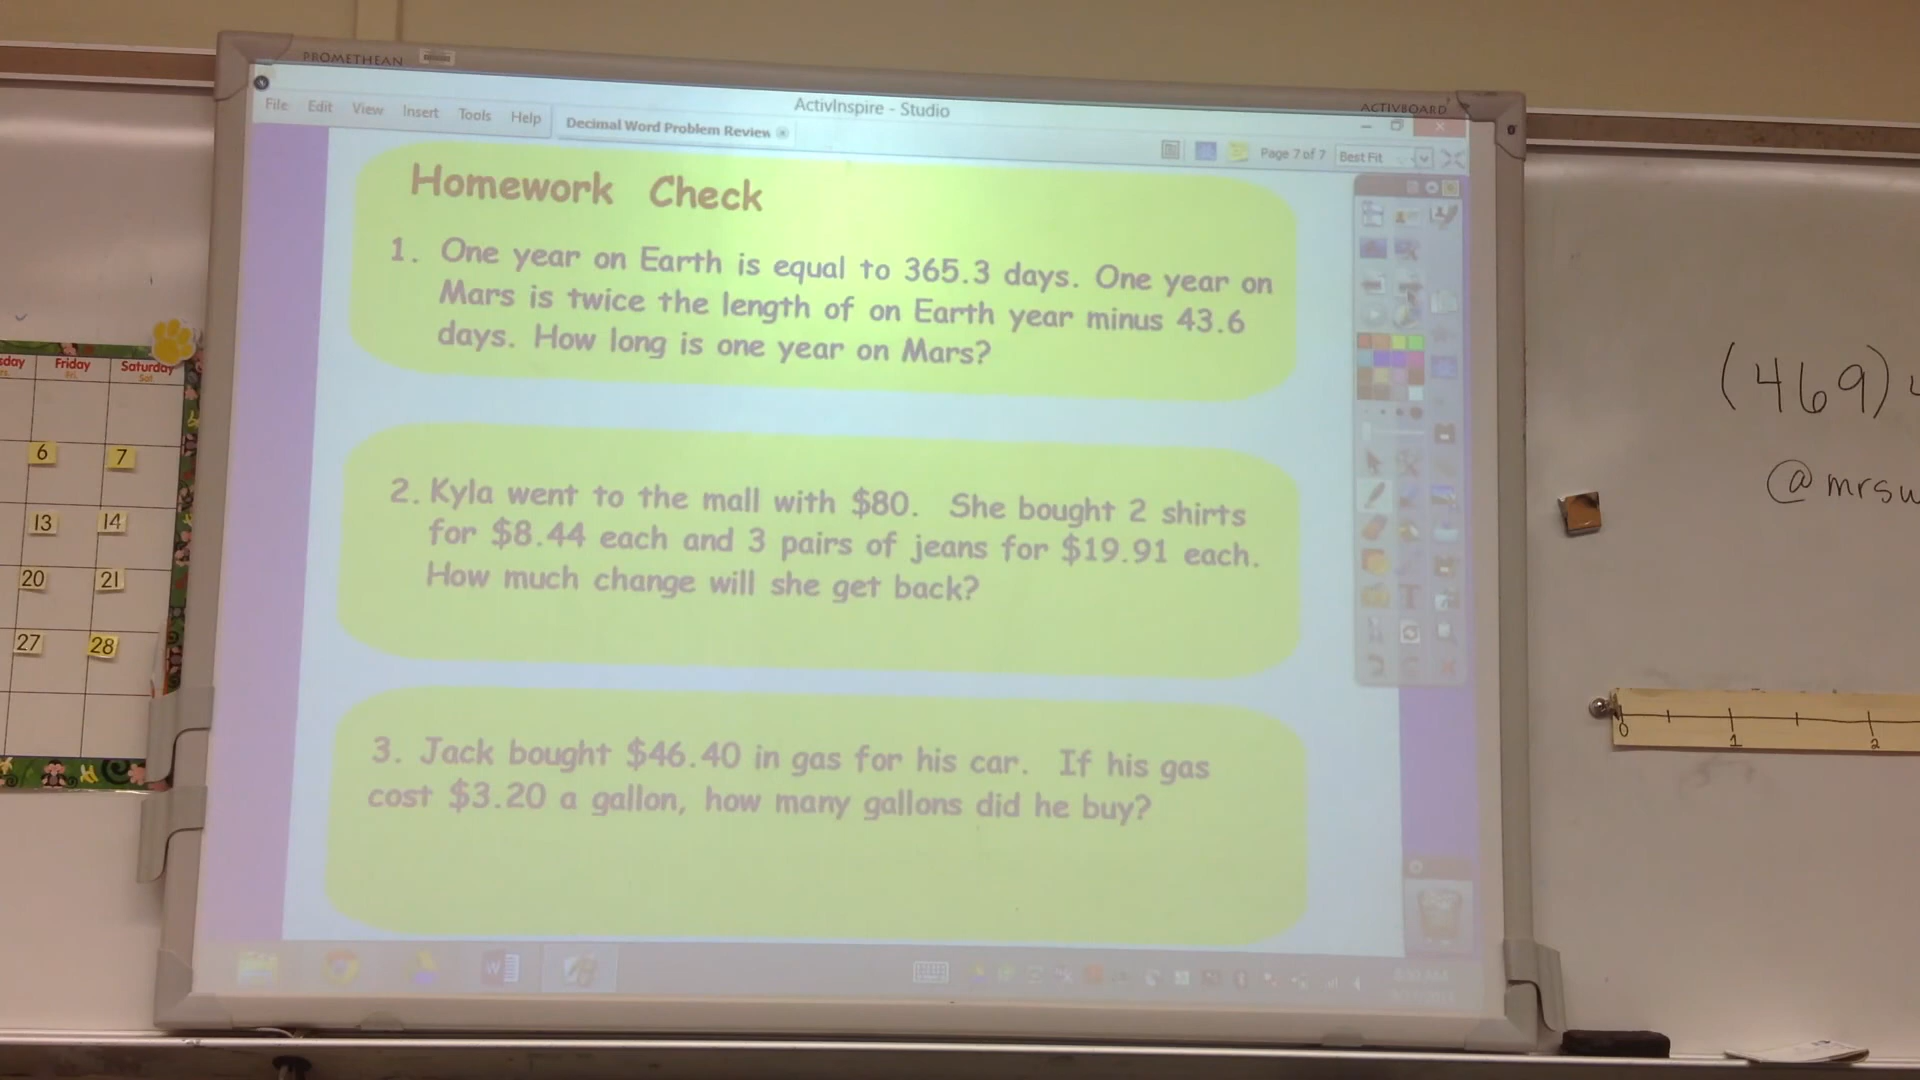 PROMETHEAN
ACTIVBOARD
ActivInspire - Studio
File Edit View Insert Tools Help
Decimal Word Problem Review
Page 7 of 7 Best Fit
Homework Check
1. One year on Earth is equal to 365.3 days. One year on
Mars is twice the length of on Earth year minus 43.6
days. How long is one year on Mars?
2. Kyla went to the mall with $80. She bought 2 shirts
for $8.44 each and 3 pairs of jeans for $19.91 each.
How much change will she get back?
3. Jack bought $46.40 in gas for his car. If his gas
cost $3.20 a gallon, how many gallons did he buy?
sday Friday Saturday
Fri. Sat.
6 7
13 14
20 21
27 28
(469)
@mrsw
0 1 2
T
W